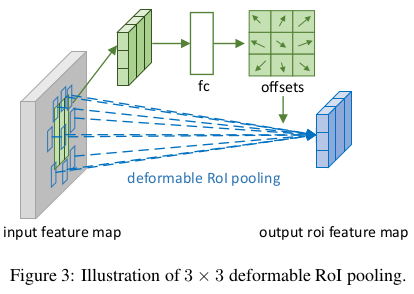 fc
offsets
deformable RoI pooling
input feature map
output roi feature map
Figure 3: Illustration of 3 × 3 deformable RoI pooling.